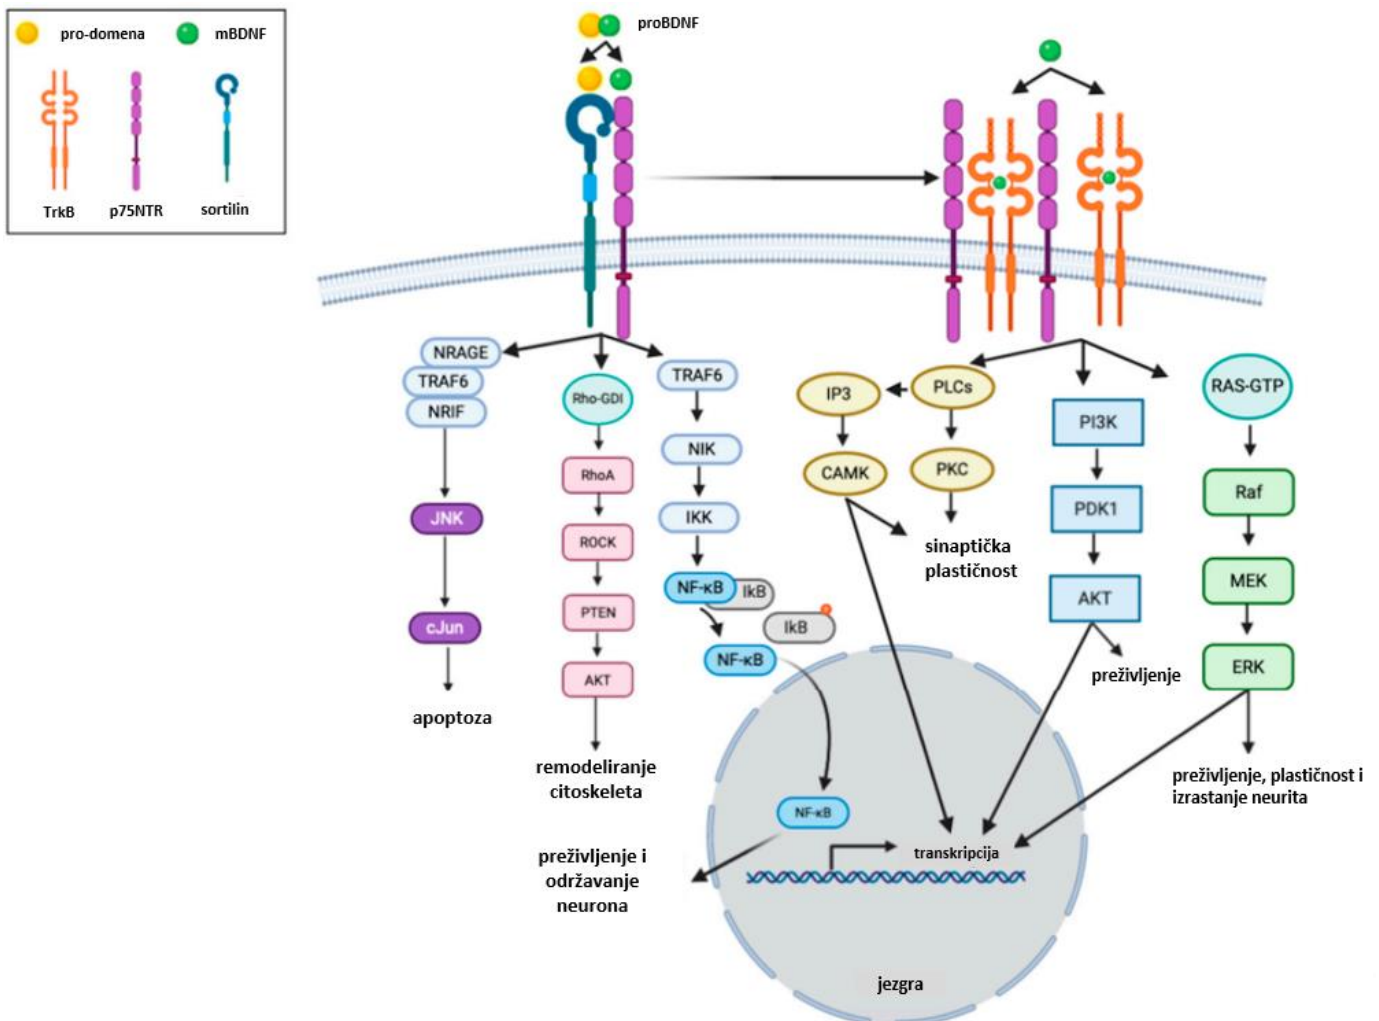 pro-domena
mBDNF
TrkB
p75NTR
sortilin
proBDNF
NRAGE
TRAF6
NRIF
JNK
cJun
apoptoza
Rho-GDI
RhoA
ROCK
PTEN
AKT
remodeliranje
citoskeleta
TRAF6
NIK
IKK
NF-κB
IkB
IkB
NF-κB
NF-κB
preživljenje i
održavanje
neurona
IP3
PLCs
CAMK
PKC
sinaptička
plastičnost
PI3K
PDK1
AKT
preživljenje
RAS-GTP
Raf
MEK
ERK
preživljenje, plastičnost i
izrastanje neurita
transkripcija
jezgra